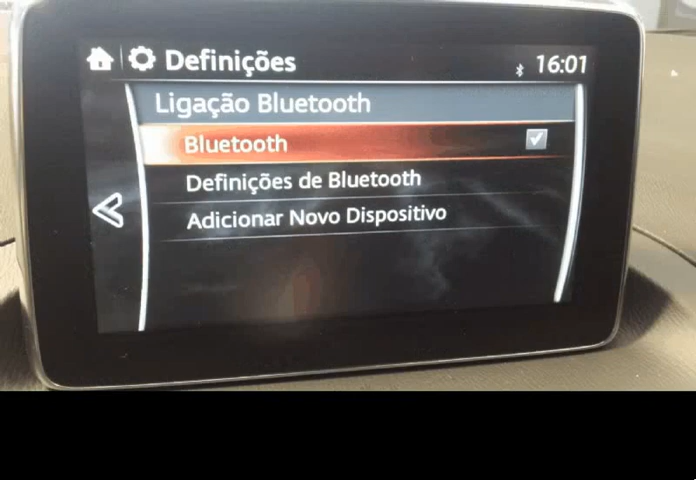 Definições
16:01
Ligação Bluetooth
Bluetooth
Definições de Bluetooth
Adicionar Novo Dispositivo